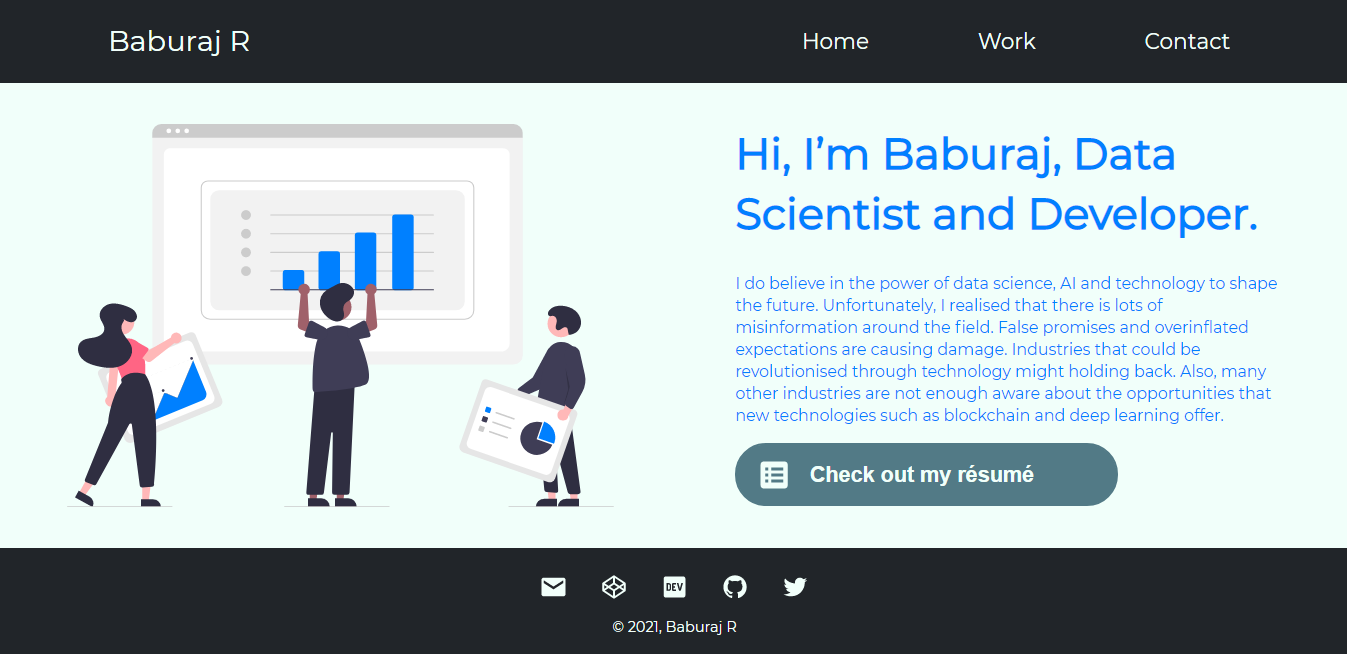 Baburaj R
Home
Work
Contact
Hi, I’m Baburaj, Data
Scientist and Developer.
I do believe in the power of data science, AI and technology to shape
the future. Unfortunately, I realised that there is lots of
misinformation around the field. False promises and overinflated
expectations are causing damage. Industries that could be
revolutionised through technology might holding back. Also, many
other industries are not enough aware about the opportunities that
new technologies such as blockchain and deep learning offer.
Check out my résumé
DEV
© 2021, Baburaj R